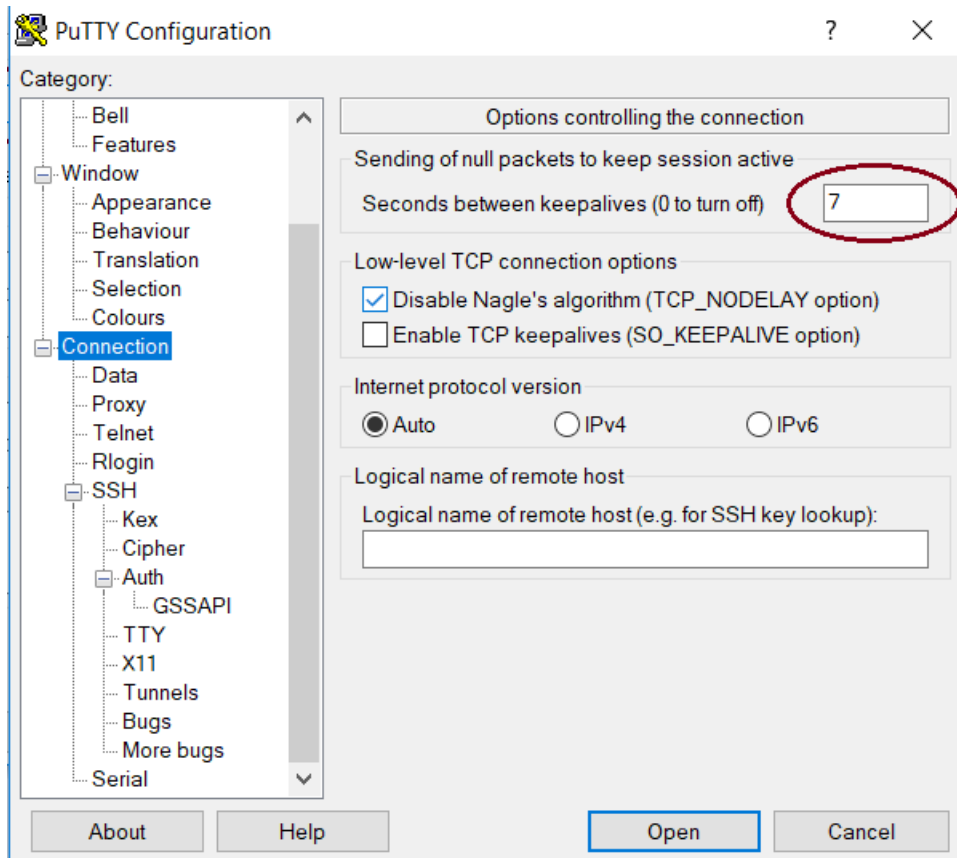 PuTTY Configuration
?
Category:
Bell
Features
Window
Appearance
Behaviour
Translation
Selection
Colours
Connection
Data
Proxy
Telnet
Rlogin
SSH
Kex
Cipher
Auth
GSSAPI
TTY
X11
Tunnels
Bugs
More bugs
Serial
Options controlling the connection
Sending of null packets to keep session active
Seconds between keepalives (0 to turn off) 7
Low-level TCP connection options
Disable Nagle's algorithm (TCP_NODELAY option)
Enable TCP keepalives (SO_KEEPALIVE option)
Internet protocol version
Auto IPv4 IPv6
Logical name of remote host
Logical name of remote host (e.g. for SSH key lookup):
About Help Open Cancel